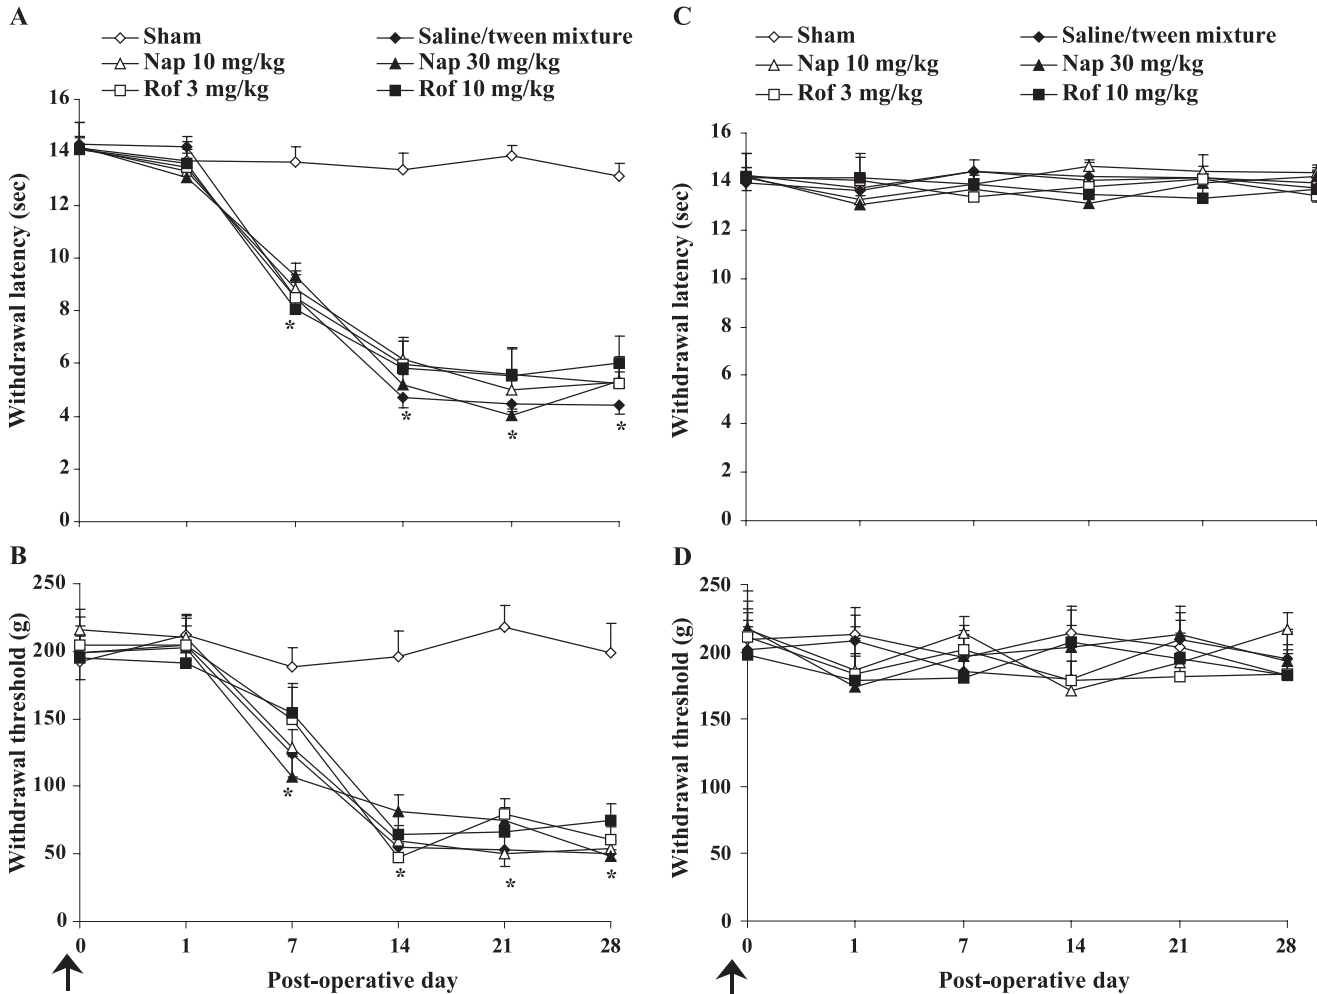 A
Sham
Saline/tween mixture
Nap 10 mg/kg
Nap 30 mg/kg
Rof 3 mg/kg
Rof 10 mg/kg
Withdrawal latency (sec)
16
14
12
10
8
6
4
2
0
*
*
*
*
B
Withdrawal threshold (g)
250
200
150
100
50
0
*
*
*
*
0 1 7 14 21 28
Post-operative day
C
Sham
Saline/tween mixture
Nap 10 mg/kg
Nap 30 mg/kg
Rof 3 mg/kg
Rof 10 mg/kg
Withdrawal latency (sec)
16
14
12
10
8
6
4
2
0
D
Withdrawal threshold (g)
250
200
150
100
50
0
0 1 7 14 21 28
Post-operative day